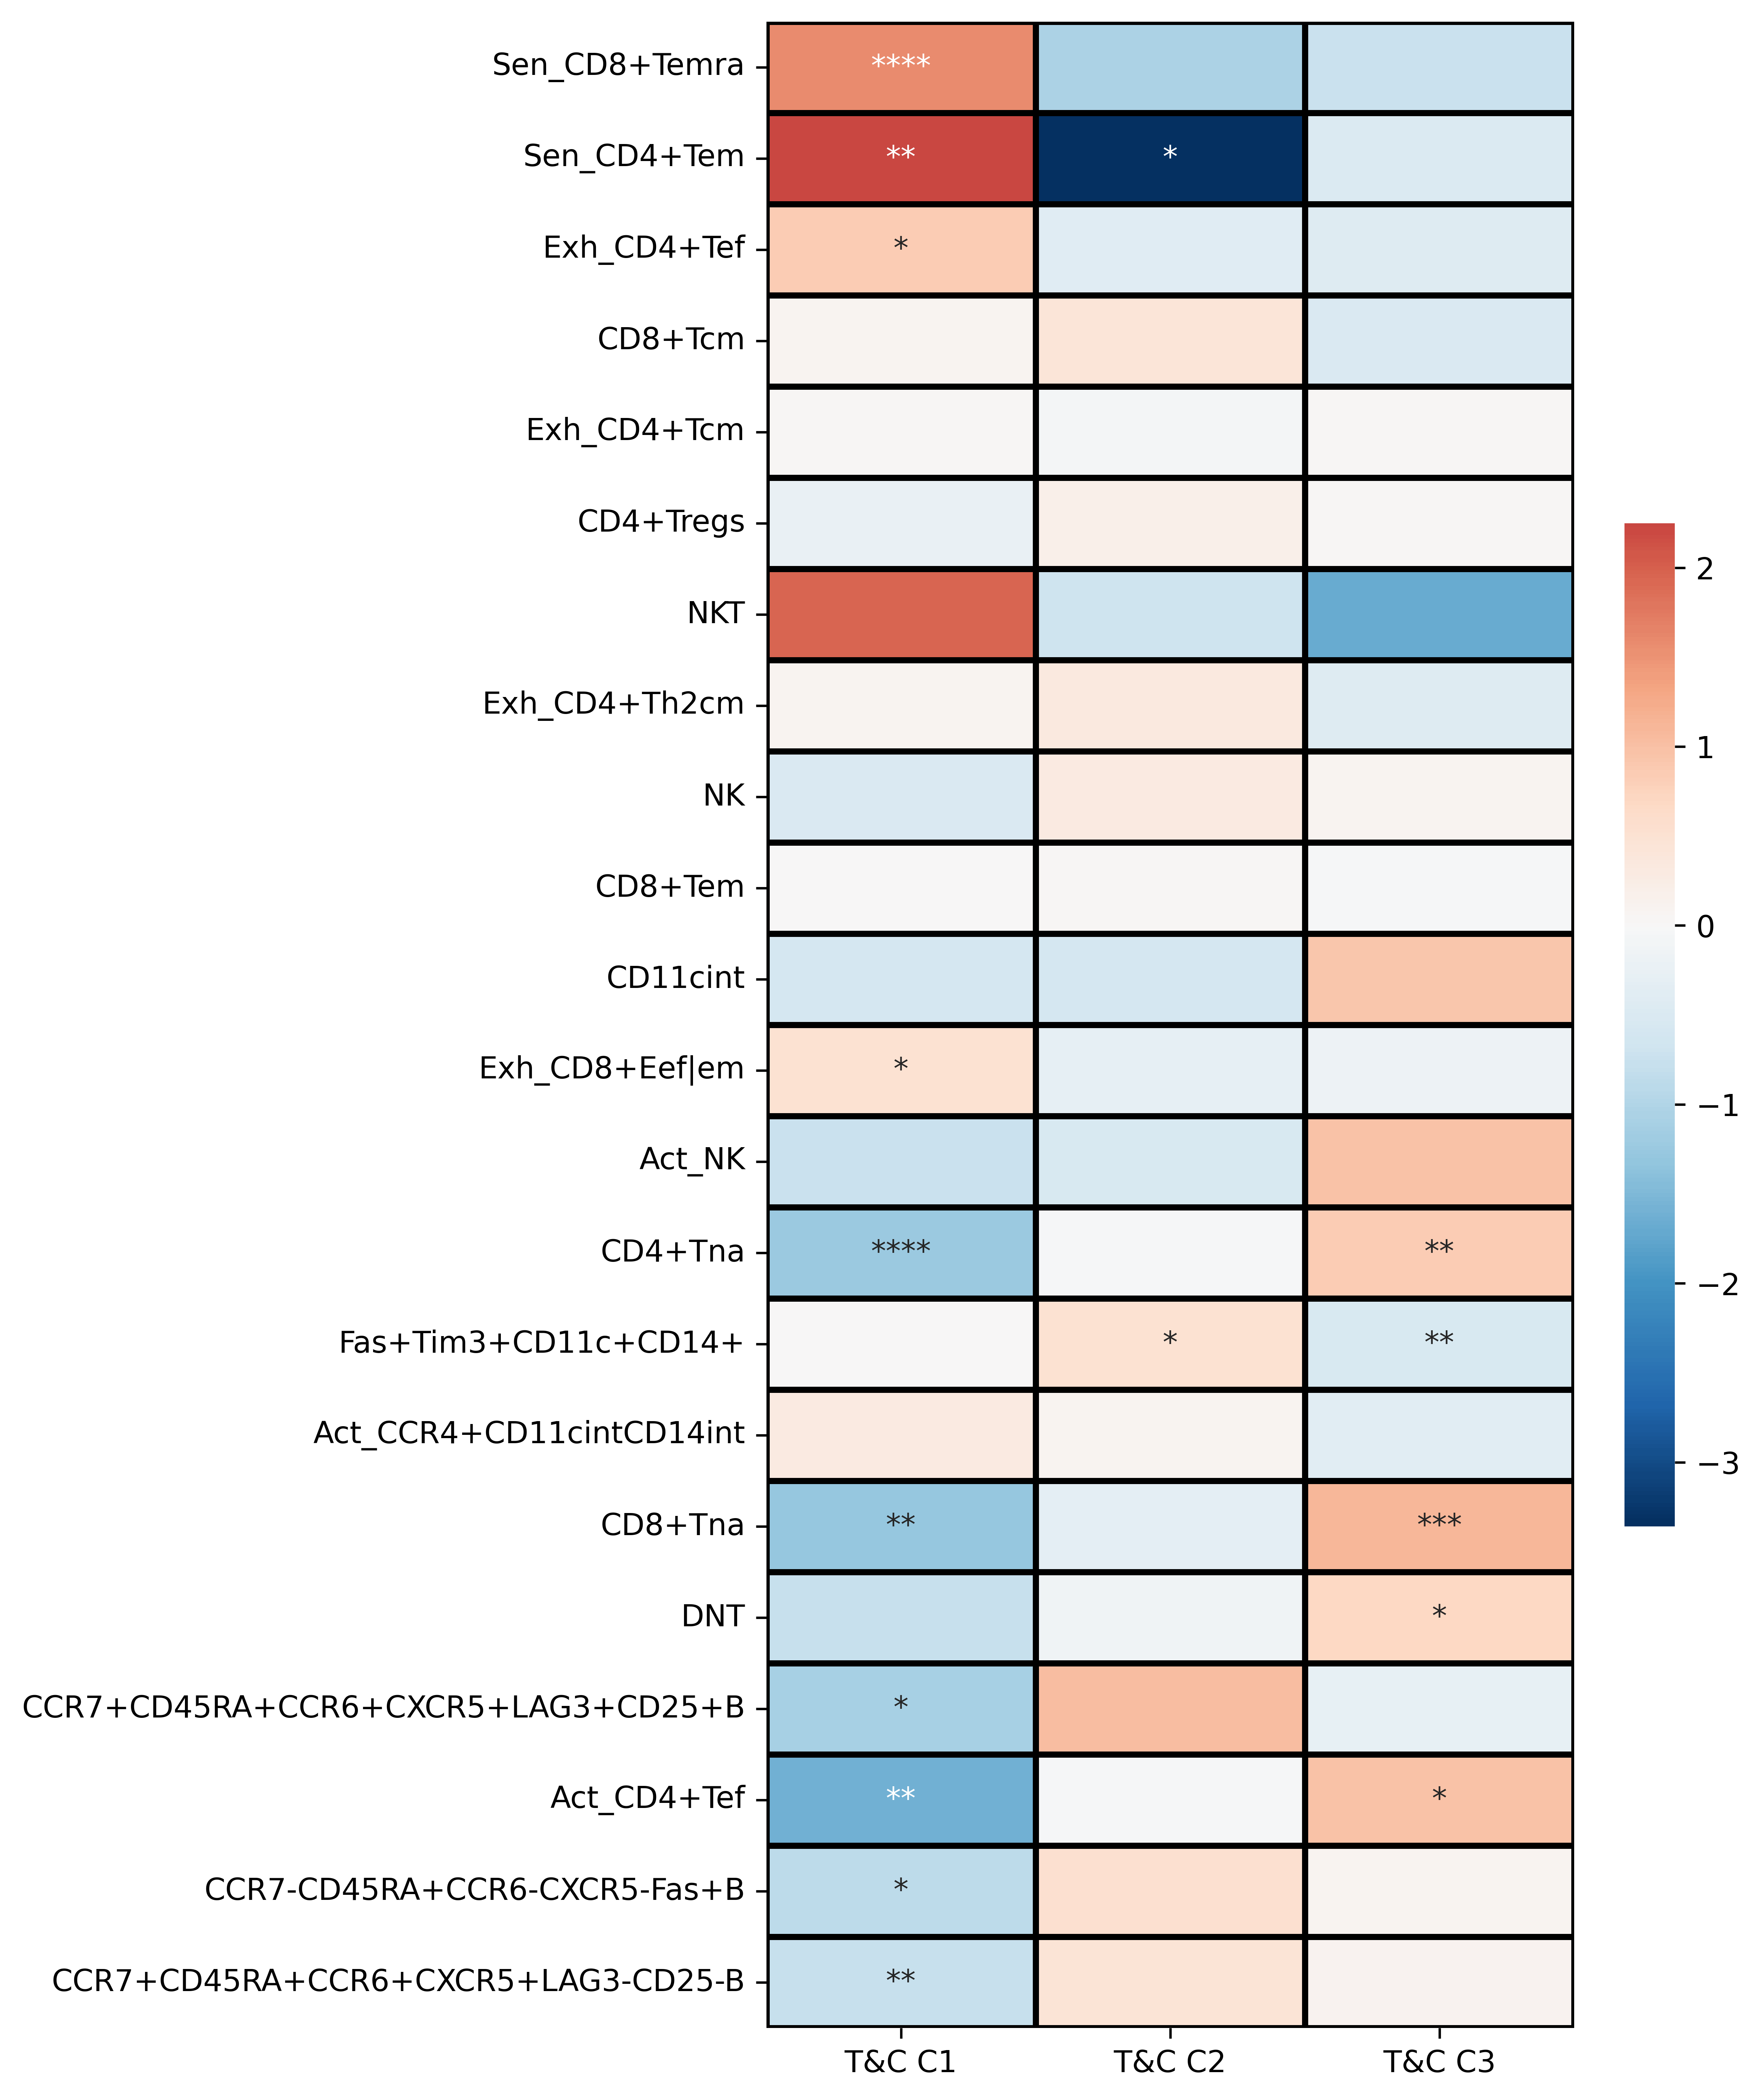 Sen_CD8+Temra ****
Sen_CD4+Tem ** *
Exh_CD4+Tef *
CD8+Tcm
Exh_CD4+Tcm
CD4+Tregs
NKT
Exh_CD4+Th2cm
NK
CD8+Tem
CD11cint
Exh_CD8+Eef|em *
Act_NK
CD4+Tna **** **
Fas+Tim3+CD11c+CD14+ * **
Act_CCR4+CD11cintCD14int
CD8+Tna ** ***
DNT *
CCR7+CD45RA+CCR6+CXCR5+LAG3+CD25+B *
Act_CD4+Tef ** *
CCR7-CD45RA+CCR6-CXCR5-Fas+B *
CCR7+CD45RA+CCR6+CXCR5+LAG3-CD25-B **
T&C C1 T&C C2 T&C C3
2
1
0
−1
−2
−3